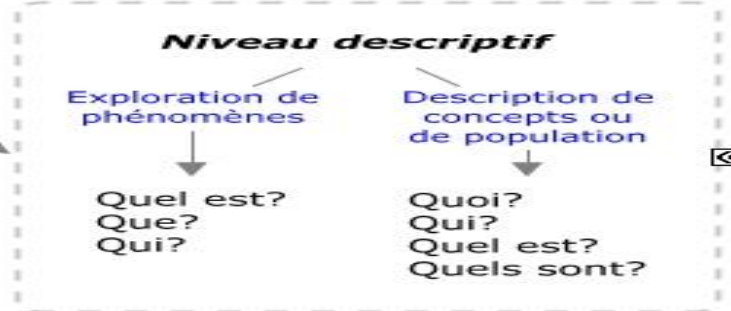 Niveau descriptif
Exploration de
phénomènes
Quel est?
Que?
Qui?
Description de
concepts ou
de population
Quoi?
Qui?
Quel est?
Quels sont?